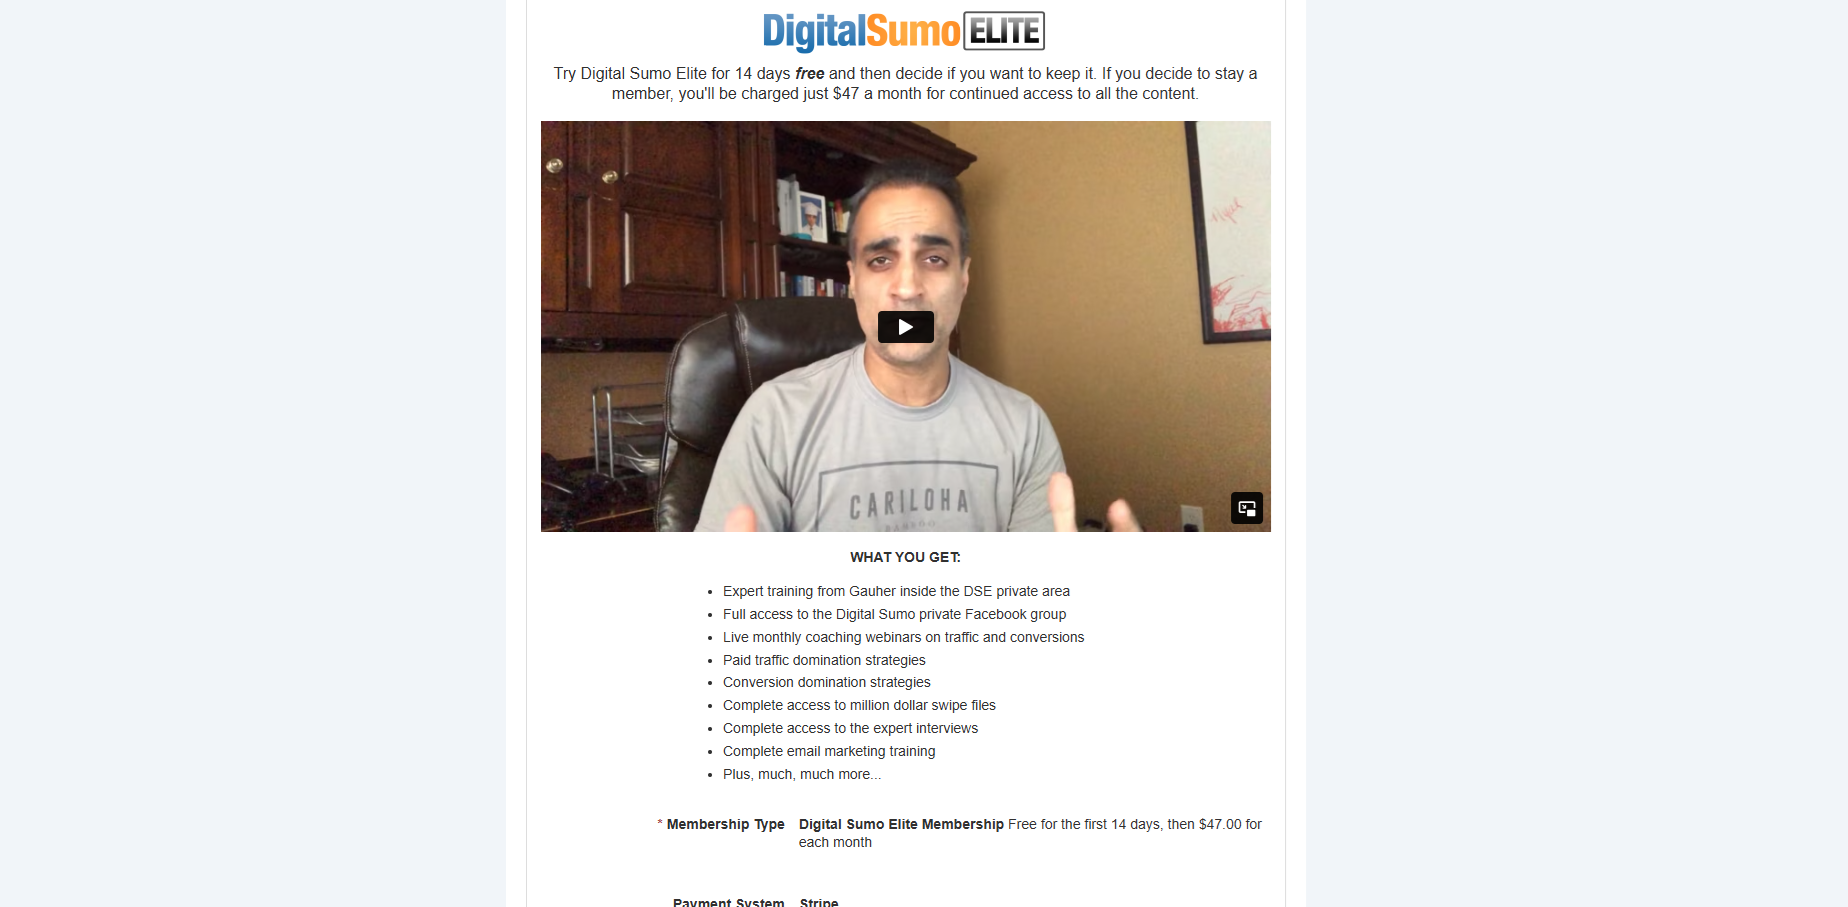 DigitalSumo ELITE
Try Digital Sumo Elite for 14 days free and then decide if you want to keep it. If you decide to stay a
member, you'll be charged just $47 a month for continued access to all the content.
CARILOHA
BAMBOO
WHAT YOU GET:
Expert training from Gauher inside the DSE private area
Full access to the Digital Sumo private Facebook group
Live monthly coaching webinars on traffic and conversions
Paid traffic domination strategies
Conversion domination strategies
Complete access to million dollar swipe files
Complete access to the expert interviews
Complete email marketing training
Plus, much, much more...
* Membership Type Digital Sumo Elite Membership Free for the first 14 days, then $47.00 for
each month
Payment System Stripe